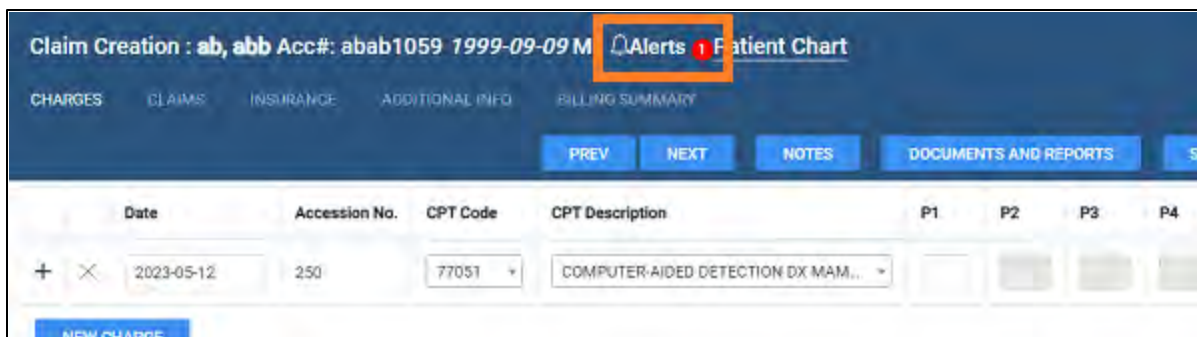 Claim Creation : ab, abb Acc#: abab1059 1999-09-09 M Alerts 1 Patient Chart
CHARGES CLAIMS INSURANCE ADDITIONAL INFO BILLING SUMMARY
PREV NEXT NOTES DOCUMENTS AND REPORTS S
Date Accession No. CPT Code CPT Description P1 P2 P3 P4
2023-05-12 250 77051 COMPUTER-AIDED DETECTION DX MAM...
NEW CHARGE